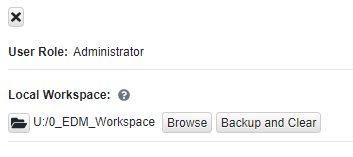 User Role: Administrator
Local Workspace:
U:/0_EDM_Workspace Browse Backup and Clear